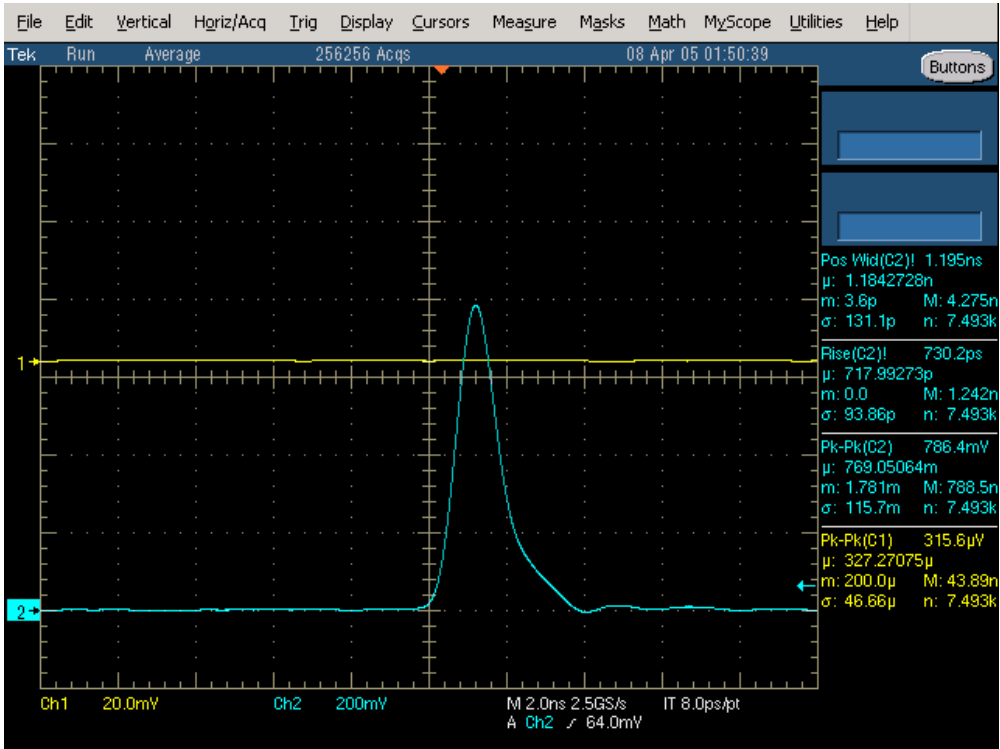 File Edit Vertical Horiz/Acq Trig Display Cursors Measure Masks Math MyScope Utilities Help
Tek Run Average 256256 Acqs 08 Apr 05 01:50:39
Buttons
Pos Wid(C2)! 1.195ns
µ: 1.1842728n
m: 3.6p M: 4.275n
σ: 131.1p n: 7.493k
Rise(C2)! 730.2ps
µ: 717.99273p
m: 0.0 M: 1.242n
σ: 93.86p n: 7.493k
Pk-Pk(C2) 786.4mV
µ: 769.05064m
m: 1.781m M: 788.5m
σ: 115.7m n: 7.493k
Pk-Pk(C1) 315.6µV
µ: 327.27075µ
m: 200.0µ M: 43.89m
σ: 46.66µ n: 7.493k
1
2
Ch1 20.0mV Ch2 200mV M 2.0ns 2.5GS/s IT 8.0ps/pt
A Ch2 64.0mV